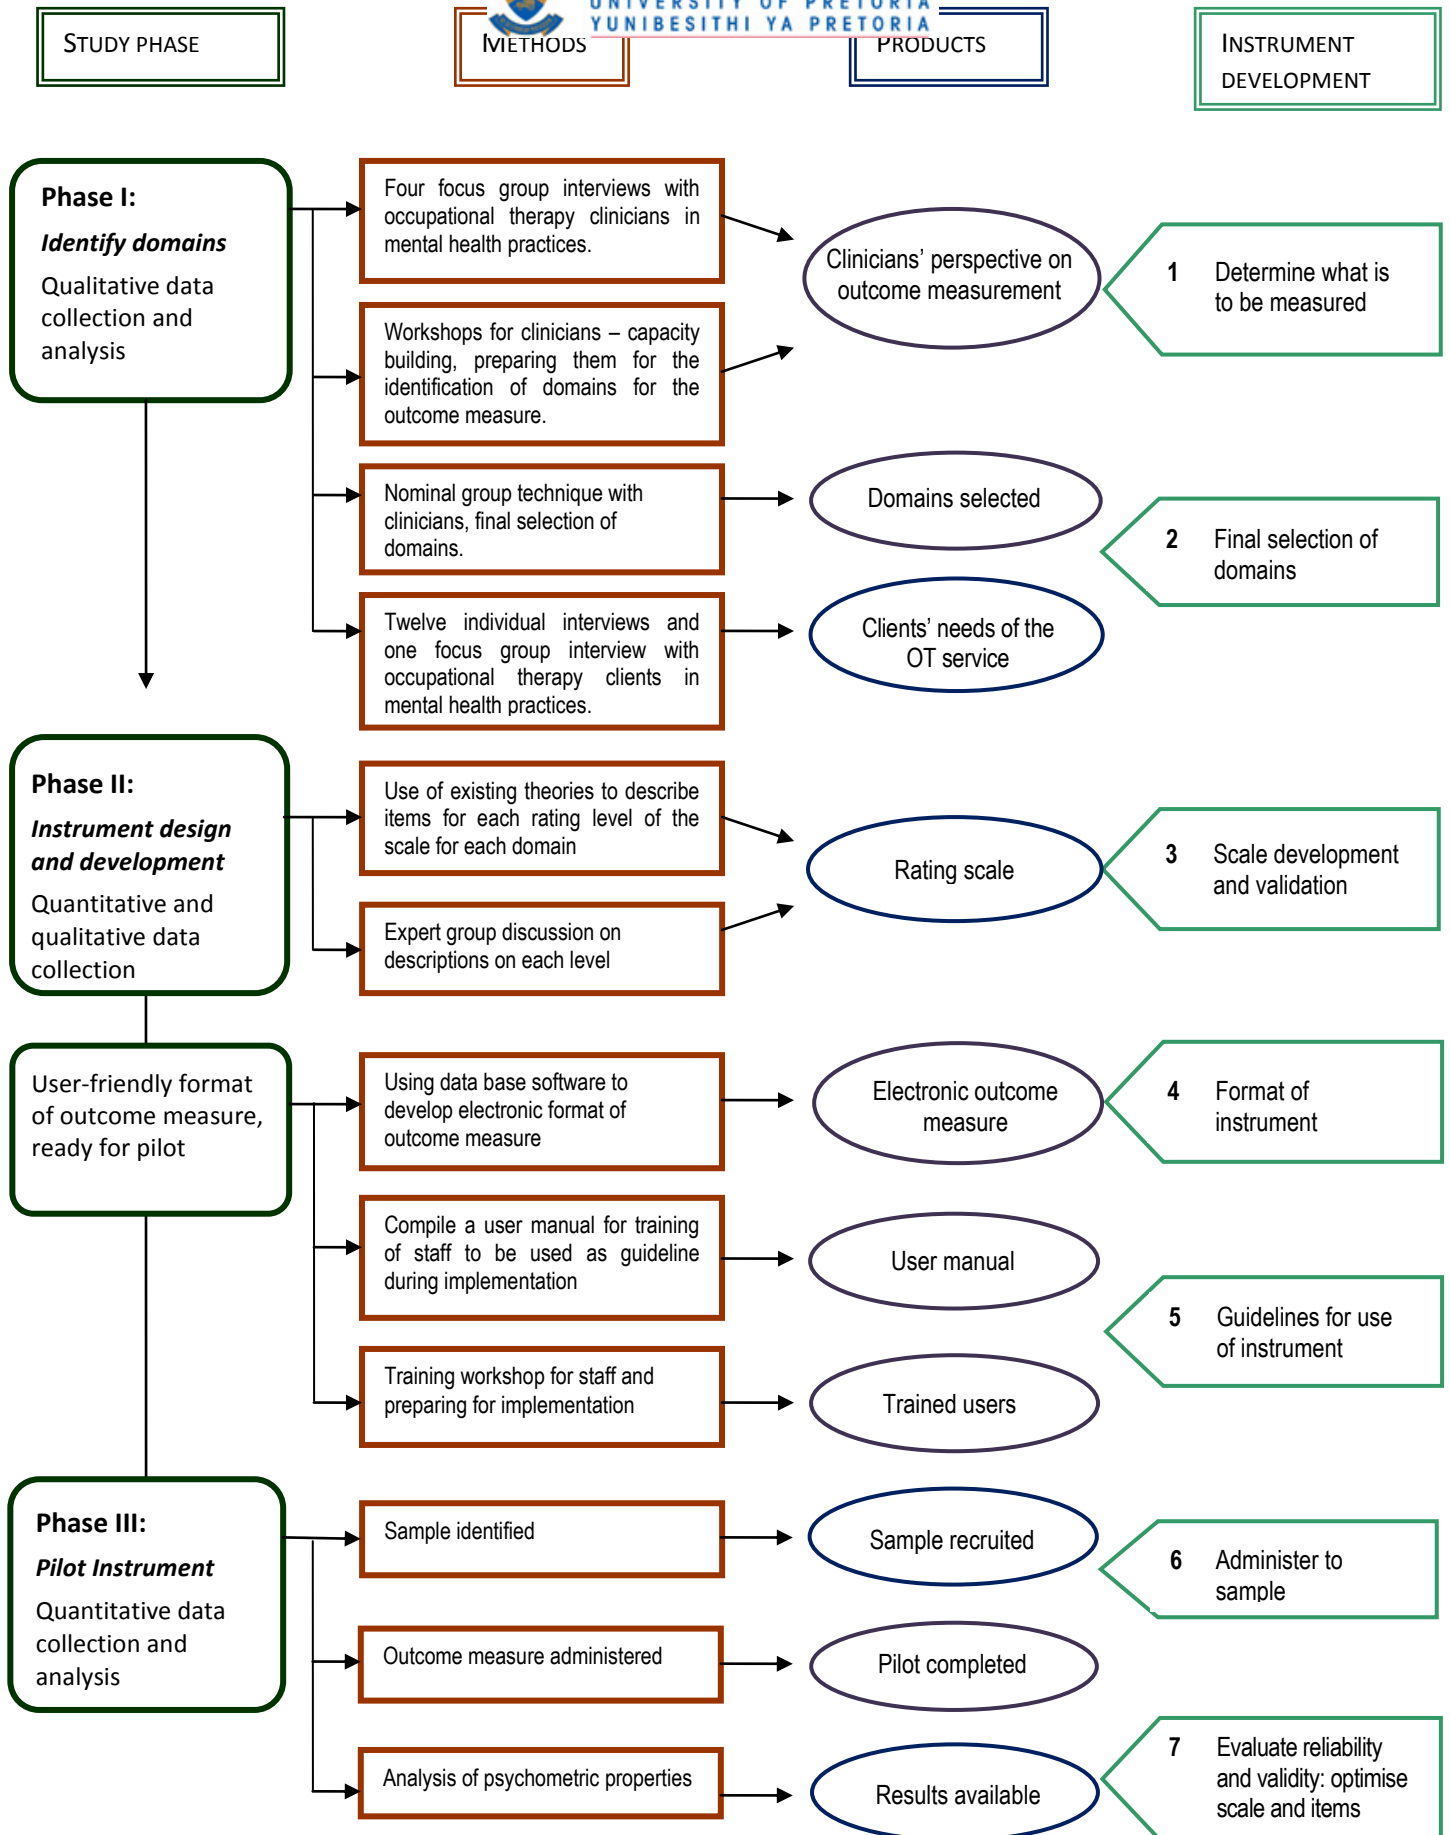 UNIVERSITY OF PRETORIA
YUNIBESITHI YA PRETORIA
STUDY PHASE
METHODS
PRODUCTS
INSTRUMENT
DEVELOPMENT
Phase I:
Identify domains
Qualitative data
collection and
analysis
Four focus group interviews with
occupational therapy clinicians in
mental health practices.
Workshops for clinicians – capacity
building, preparing them for the
identification of domains for the
outcome measure.
Clinicians' perspective on
outcome measurement
1 Determine what is
to be measured
Nominal group technique with
clinicians, final selection of
domains.
Domains selected
2 Final selection of
domains
Twelve individual interviews and
one focus group interview with
occupational therapy clients in
mental health practices.
Clients' needs of the
OT service
Phase II:
Instrument design
and development
Quantitative and
qualitative data
collection
Use of existing theories to describe
items for each rating level of the
scale for each domain
Expert group discussion on
descriptions on each level
Rating scale
3 Scale development
and validation
User-friendly format
of outcome measure,
ready for pilot
Using data base software to
develop electronic format of
outcome measure
Electronic outcome
measure
4 Format of
instrument
Compile a user manual for training
of staff to be used as guideline
during implementation
User manual
5 Guidelines for use
of instrument
Training workshop for staff and
preparing for implementation
Trained users
Phase III:
Pilot Instrument
Quantitative data
collection and
analysis
Sample identified
Sample recruited
6 Administer to
sample
Outcome measure administered
Pilot completed
Analysis of psychometric properties
Results available
7 Evaluate reliability
and validity: optimise
scale and items